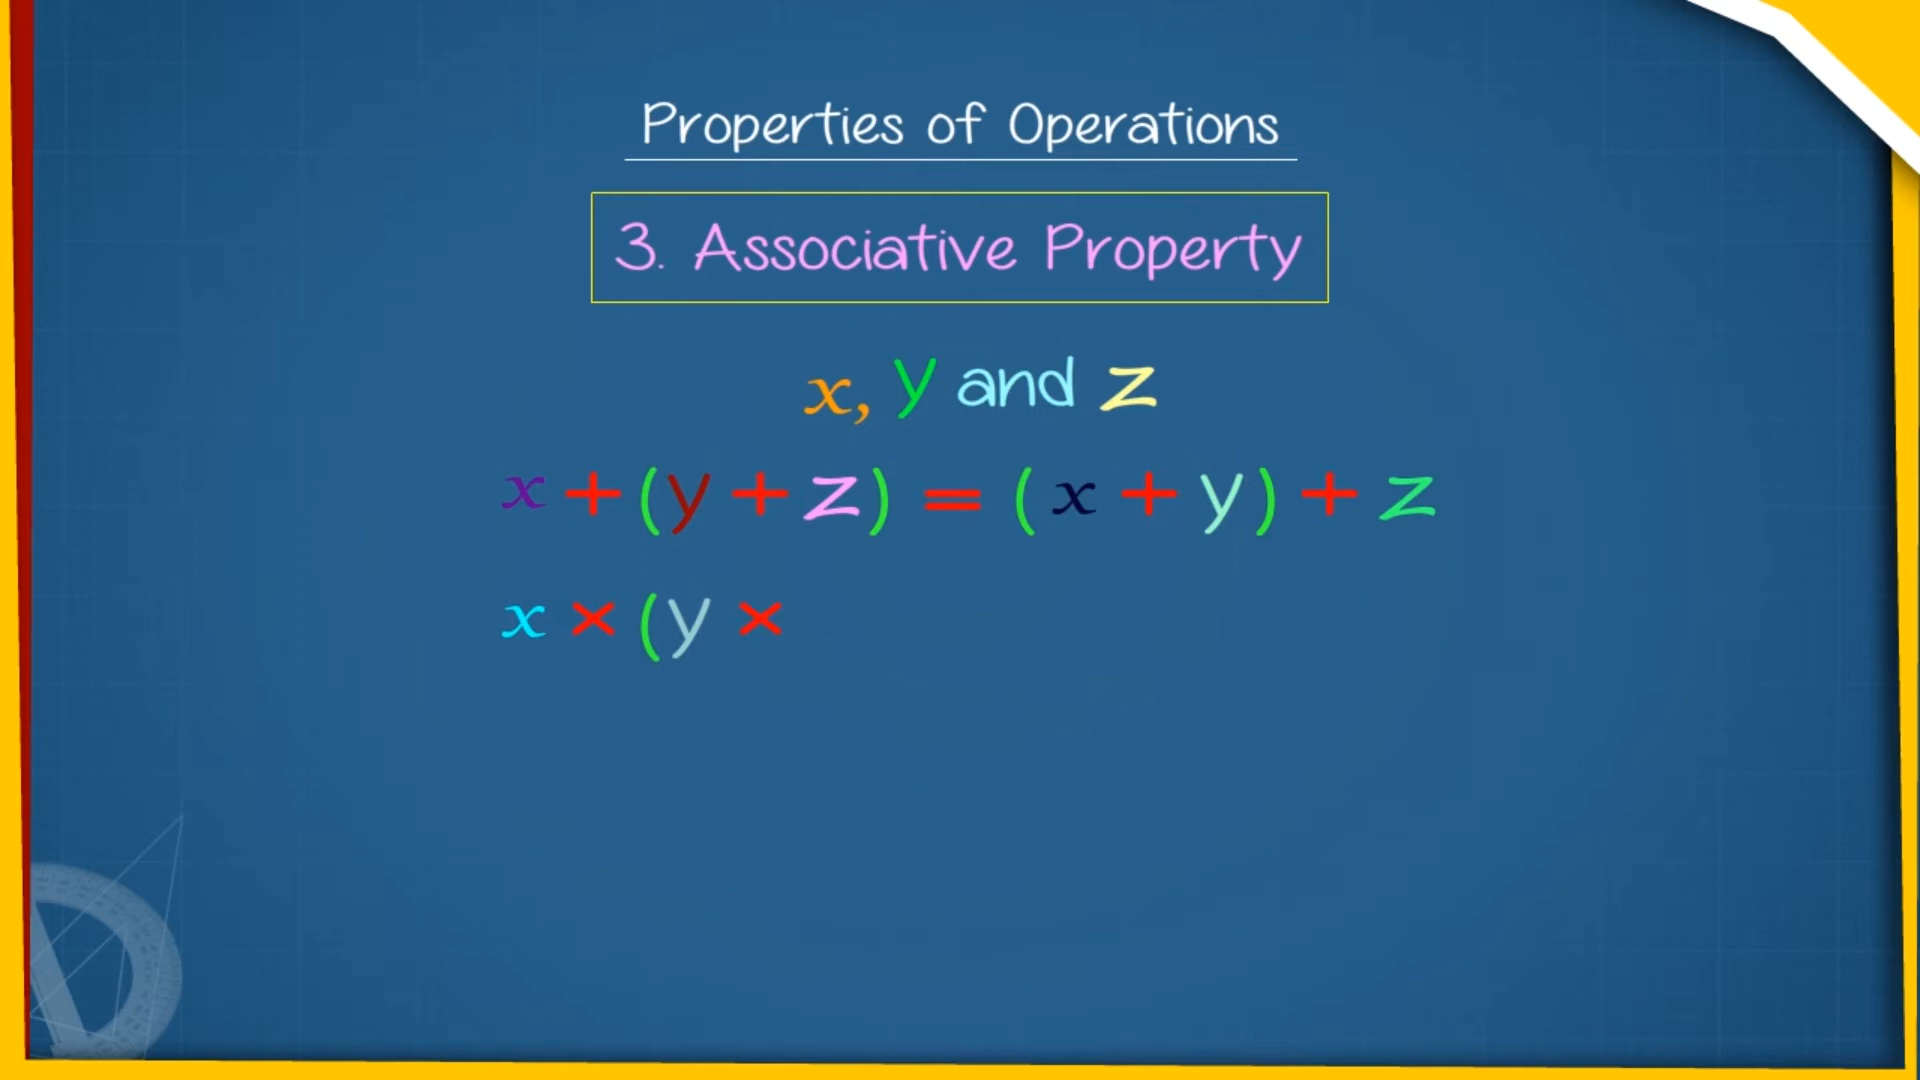 Properties of Operations
3. Associative Property
x, y and z
x + (y + z) = (x + y) + z
x × (y ×